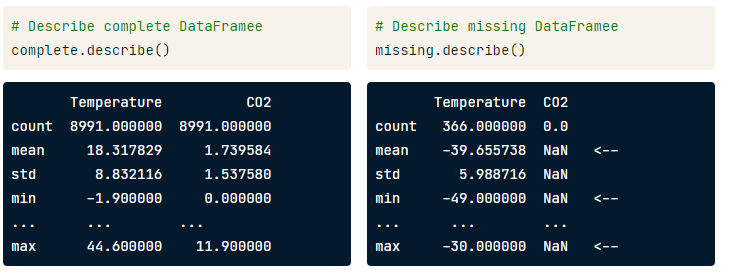 # Describe complete DataFramee
complete.describe()
       Temperature          CO2
count  8991.000000  8991.000000
mean     18.317829     1.739584
std       8.832116     1.537580
min      -1.900000     0.000000
...       ...        ...
max      44.600000    11.900000
# Describe missing DataFramee
missing.describe()
       Temperature  CO2
count   366.000000  0.0
mean    -39.655738  NaN   <--
std       5.988716  NaN
min     -49.000000  NaN   <--
...      ...        ...
max     -30.000000  NaN   <--